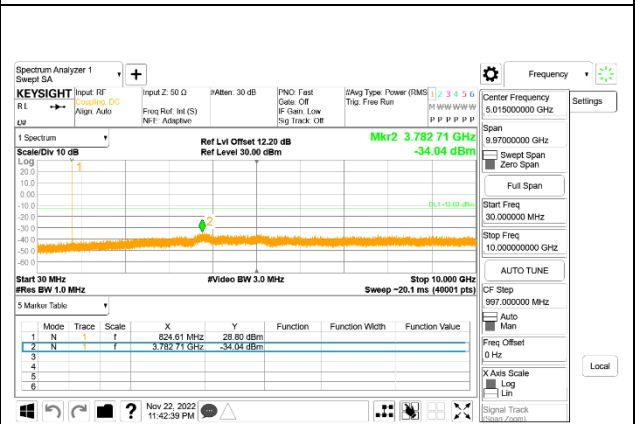 Spectrum Analyzer 1
Swept SA
+
Frequency
KEYSIGHT
Input: RF
Coupling: DC
Align: Auto
Input Z: 50 Ω
Freq Ref: Int (S)
NFE: Adaptive
#Atten: 30 dB
PNO: Fast
Gate: Off
IF Gain: Low
Sig Track: Off
#Avg Type: Power (RMS
Trig: Free Run
1 2 3 4 5 6
M W W W W W
P P P P P P
R L
Center Frequency
5.015000000 GHz
Settings
Span
9.97000000 GHz
Swept Span
Zero Span
Full Span
Start Freq
30.000000 MHz
Stop Freq
10.000000000 GHz
AUTO TUNE
CF Step
997.000000 MHz
Auto
Man
Freq Offset
0 Hz
X Axis Scale
Log
Lin
Signal Track
(Span Zoom)
Local
1 Spectrum
Scale/Div 10 dB
Ref Lvl Offset 12.20 dB
Ref Level 30.00 dBm
Mkr2 3.782 71 GHz
-34.04 dBm
Log
1
20.0
10.0
0.00
-10.0
DL1 -13.00 dBm
-20.0
2
-30.0
-40.0
-50.0
-60.0
Start 30 MHz
#Res BW 1.0 MHz
#Video BW 3.0 MHz
Stop 10.000 GHz
Sweep ~20.1 ms (40001 pts)
5 Marker Table
Mode Trace Scale X Y Function Function Width Function Value
1 N 1 f 824.61 MHz 28.80 dBm
2 N 1 f 3.782 71 GHz -34.04 dBm
3
4
5
6
?
Nov 22, 2022
11:42:39 PM